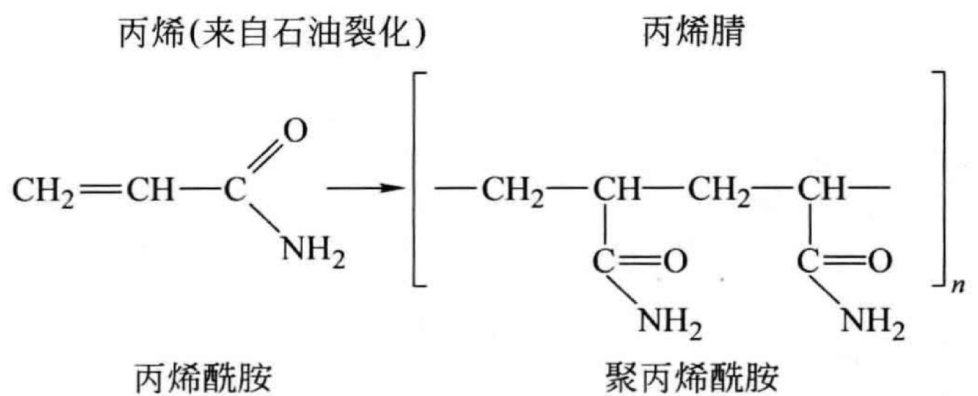 丙烯(来自石油裂化) 丙烯腈
O
CH₂=CH—C → [ —CH₂—CH—CH₂—CH— ]n
NH₂ C=O C=O
NH₂ NH₂
丙烯酰胺 聚丙烯酰胺